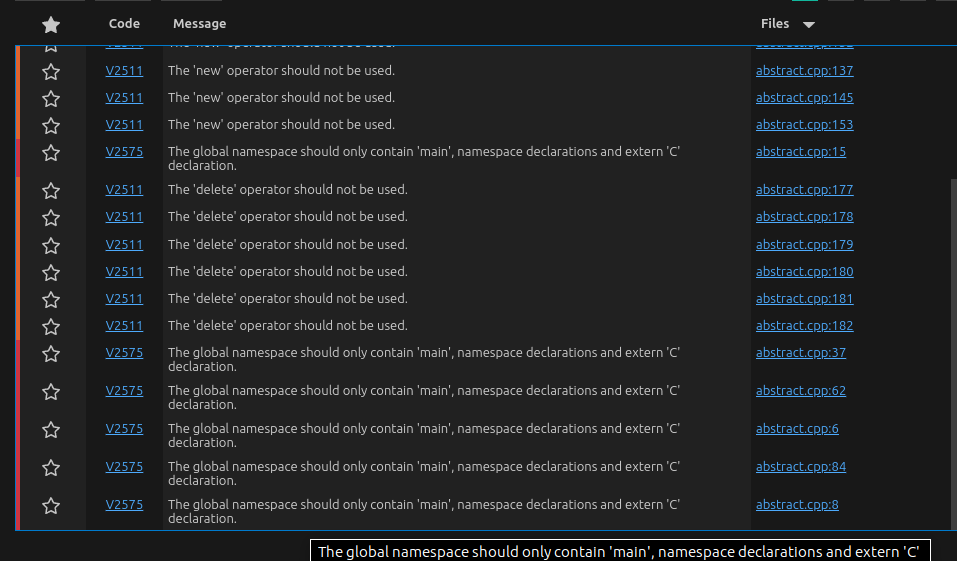 Code Message Files
V2511 The 'new' operator should not be used. abstract.cpp:137
V2511 The 'new' operator should not be used. abstract.cpp:145
V2511 The 'new' operator should not be used. abstract.cpp:153
V2575 The global namespace should only contain 'main', namespace declarations and extern 'C' abstract.cpp:15
declaration.
V2511 The 'delete' operator should not be used. abstract.cpp:177
V2511 The 'delete' operator should not be used. abstract.cpp:178
V2511 The 'delete' operator should not be used. abstract.cpp:179
V2511 The 'delete' operator should not be used. abstract.cpp:180
V2511 The 'delete' operator should not be used. abstract.cpp:181
V2511 The 'delete' operator should not be used. abstract.cpp:182
V2575 The global namespace should only contain 'main', namespace declarations and extern 'C' abstract.cpp:37
declaration.
V2575 The global namespace should only contain 'main', namespace declarations and extern 'C' abstract.cpp:62
declaration.
V2575 The global namespace should only contain 'main', namespace declarations and extern 'C' abstract.cpp:6
declaration.
V2575 The global namespace should only contain 'main', namespace declarations and extern 'C' abstract.cpp:84
declaration.
V2575 The global namespace should only contain 'main', namespace declarations and extern 'C' abstract.cpp:8
declaration.
The global namespace should only contain 'main', namespace declarations and extern 'C'